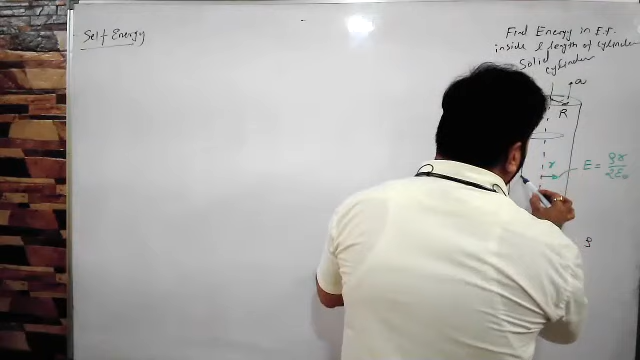 Self Energy
Find Energy in E.F.
inside l length of cylinder
Solid
cylinder
∞
R
r
E = ρr/2ε₀
ρ